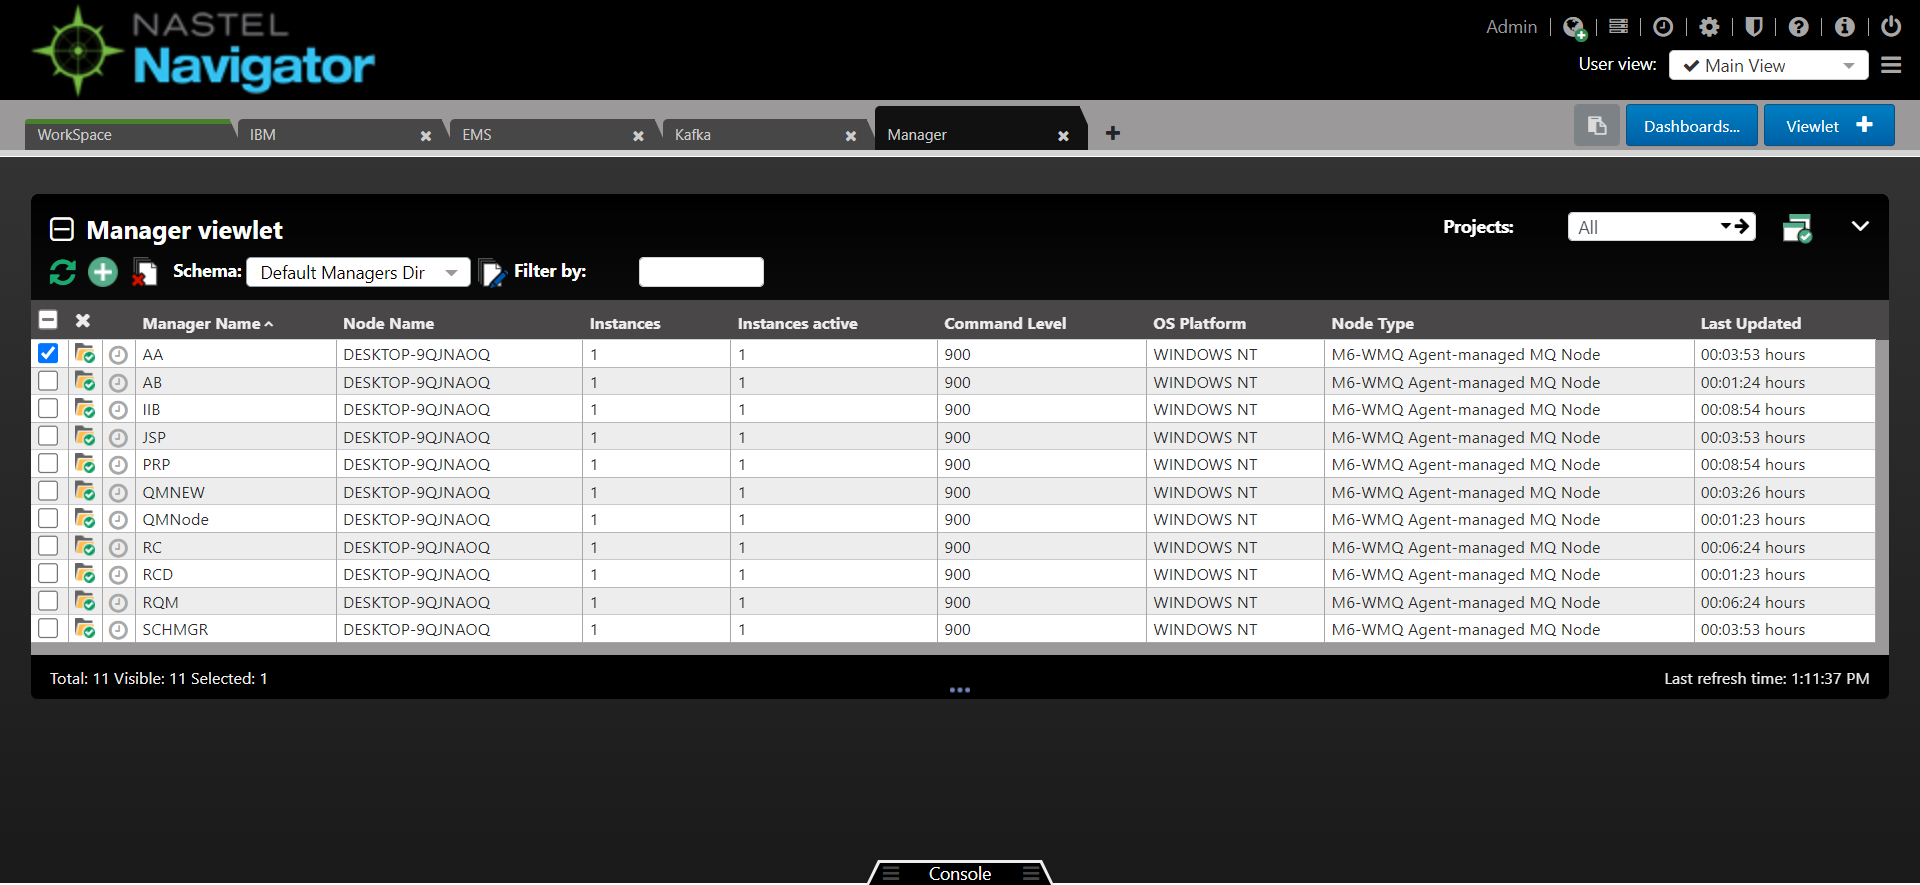 NASTEL
Navigator
Admin
User view: Main View
WorkSpace IBM EMS Kafka Manager
Dashboards... Viewlet
Manager viewlet
Projects: All
Schema: Default Managers Dir Filter by:
Manager Name Node Name Instances Instances active Command Level OS Platform Node Type Last Updated
AA DESKTOP-9QJNAOQ 1 1 900 WINDOWS NT M6-WMQ Agent-managed MQ Node 00:03:53 hours
AB DESKTOP-9QJNAOQ 1 1 900 WINDOWS NT M6-WMQ Agent-managed MQ Node 00:01:24 hours
IIB DESKTOP-9QJNAOQ 1 1 900 WINDOWS NT M6-WMQ Agent-managed MQ Node 00:08:54 hours
JSP DESKTOP-9QJNAOQ 1 1 900 WINDOWS NT M6-WMQ Agent-managed MQ Node 00:03:53 hours
PRP DESKTOP-9QJNAOQ 1 1 900 WINDOWS NT M6-WMQ Agent-managed MQ Node 00:08:54 hours
QMNEW DESKTOP-9QJNAOQ 1 1 900 WINDOWS NT M6-WMQ Agent-managed MQ Node 00:03:26 hours
QMNode DESKTOP-9QJNAOQ 1 1 900 WINDOWS NT M6-WMQ Agent-managed MQ Node 00:01:23 hours
RC DESKTOP-9QJNAOQ 1 1 900 WINDOWS NT M6-WMQ Agent-managed MQ Node 00:06:24 hours
RCD DESKTOP-9QJNAOQ 1 1 900 WINDOWS NT M6-WMQ Agent-managed MQ Node 00:01:23 hours
RQM DESKTOP-9QJNAOQ 1 1 900 WINDOWS NT M6-WMQ Agent-managed MQ Node 00:06:24 hours
SCHMGR DESKTOP-9QJNAOQ 1 1 900 WINDOWS NT M6-WMQ Agent-managed MQ Node 00:03:53 hours
Total: 11 Visible: 11 Selected: 1
Last refresh time: 1:11:37 PM
Console